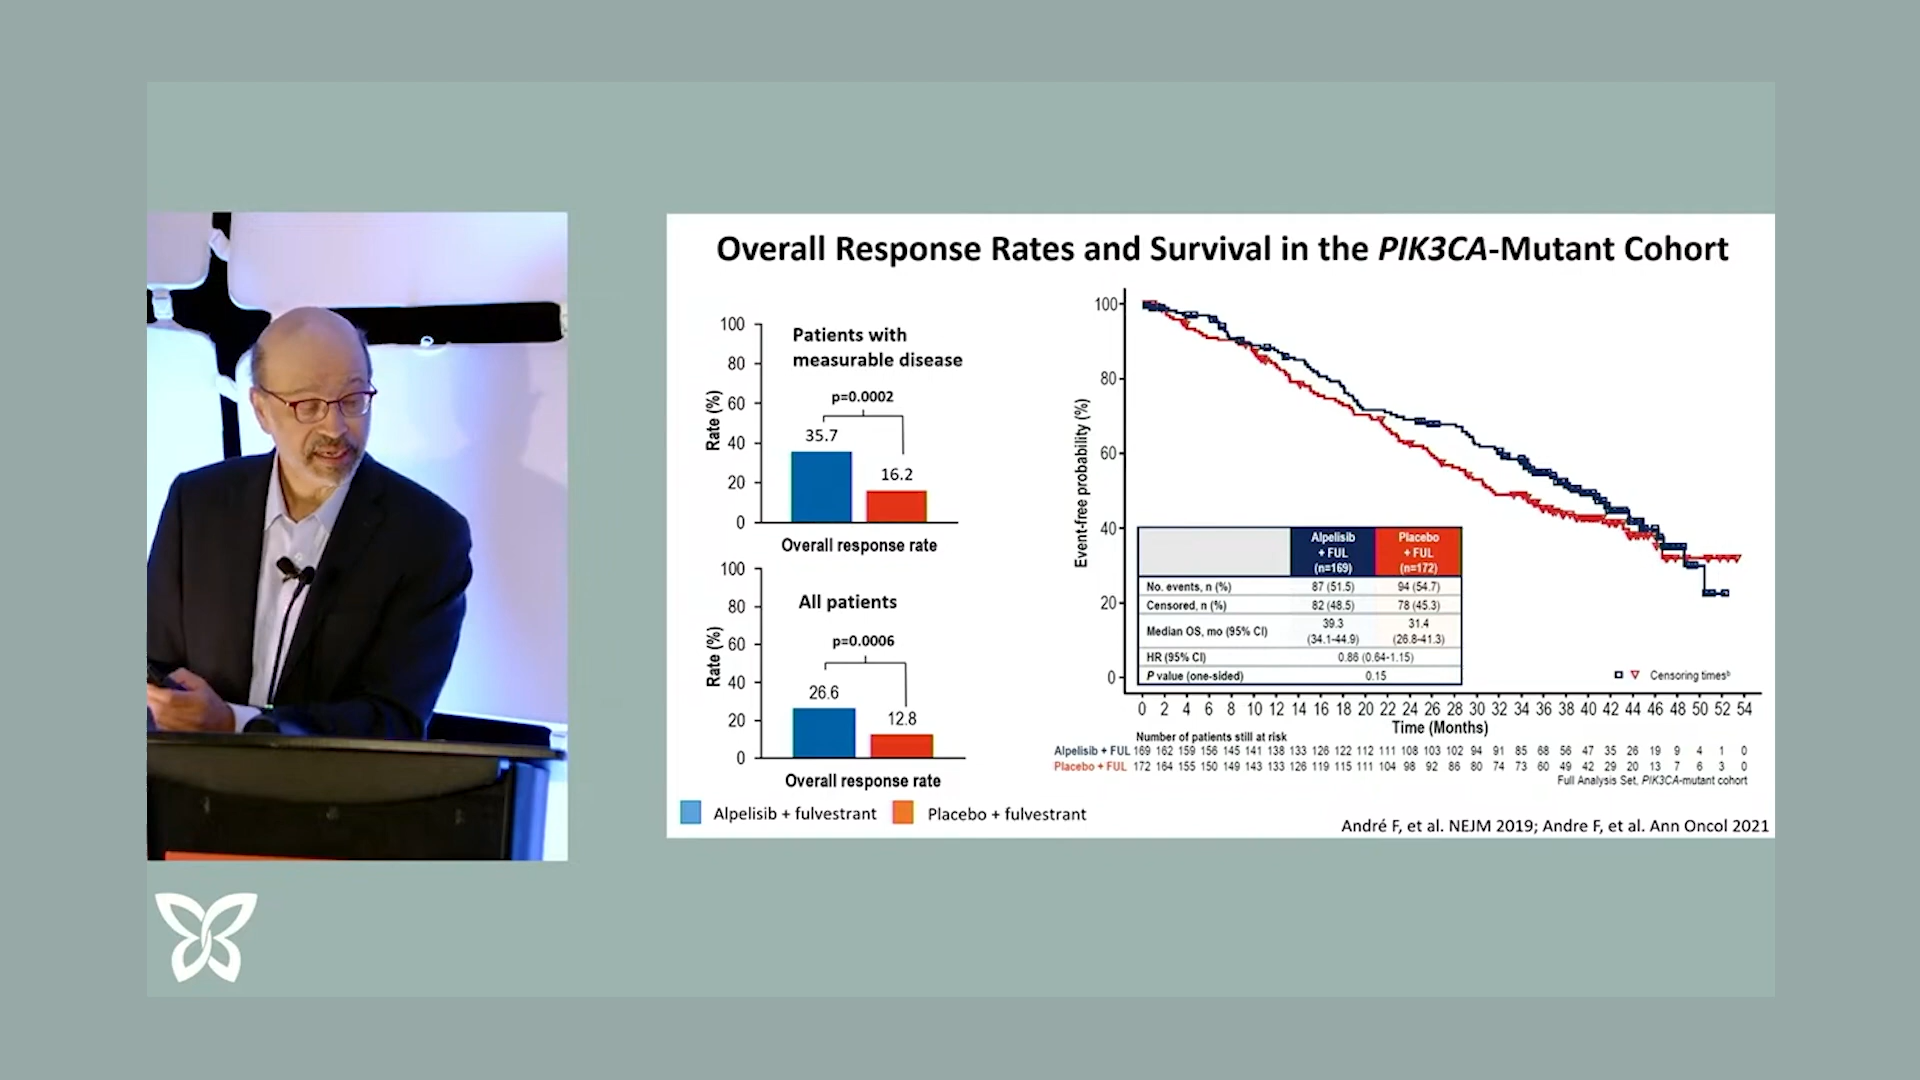 Overall Response Rates and Survival in the PIK3CA-Mutant Cohort
100
80
60
40
20
0
Rate (%)
Patients with
measurable disease
p=0.0002
35.7
16.2
Overall response rate
100
80
60
40
20
0
Rate (%)
All patients
p=0.0006
26.6
12.8
Overall response rate
Alpelisib + fulvestrant
Placebo + fulvestrant
100
80
60
40
20
0
Event-free probability (%)
Alpelisib + FUL (n=169)
Placebo + FUL (n=172)
No. events, n (%) 87 (51.5) 94 (54.7)
Censored, n (%) 82 (48.5) 78 (45.3)
Median OS, mo (95% CI) 39.3 (34.1-44.9) 31.4 (26.8-41.3)
HR (95% CI) 0.86 (0.64-1.15)
P value (one-sided) 0.15
Censoring timesᵇ
0 2 4 6 8 10 12 14 16 18 20 22 24 26 28 30 32 34 36 38 40 42 44 46 48 50 52 54
Time (Months)
Number of patients still at risk
Alpelisib + FUL 169 162 159 156 145 141 138 133 126 122 112 111 108 103 102 94 91 85 68 56 47 35 26 19 9 4 1 0
Placebo + FUL 172 164 155 150 149 143 133 126 119 115 111 104 98 92 86 80 74 73 60 49 42 29 20 13 7 6 3 0
Full Analysis Set, PIK3CA-mutant cohort
André F, et al. NEJM 2019; Andre F, et al. Ann Oncol 2021